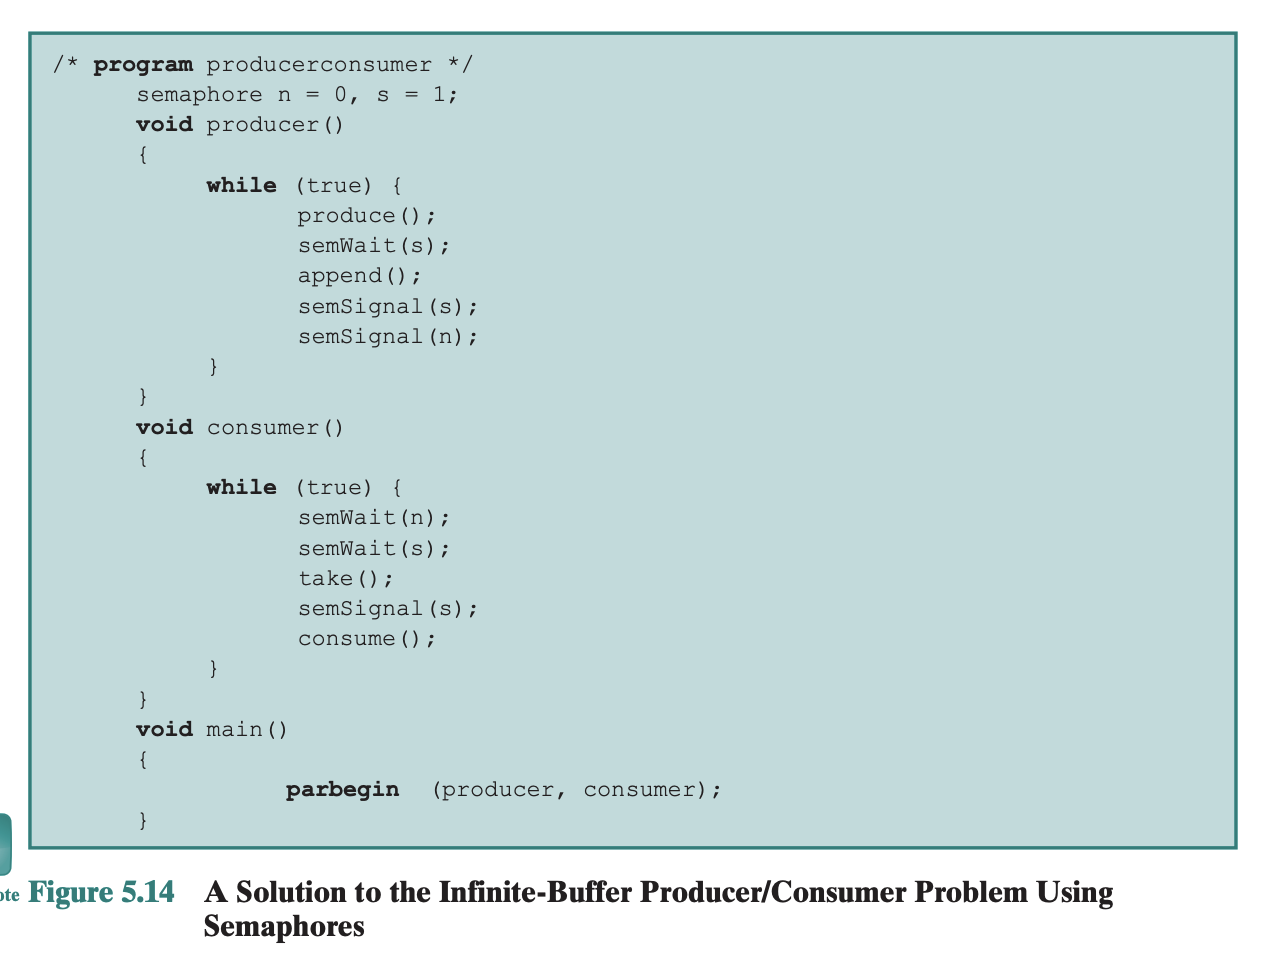 /* program producerconsumer */
semaphore n = 0, s = 1;
void producer()
{
while (true) {
produce();
semWait(s);
append();
semSignal(s);
semSignal(n);
}
}
void consumer()
{
while (true) {
semWait(n);
semWait(s);
take();
semSignal(s);
consume();
}
}
void main()
{
parbegin (producer, consumer);
}
Figure 5.14 A Solution to the Infinite-Buffer Producer/Consumer Problem Using
Semaphores